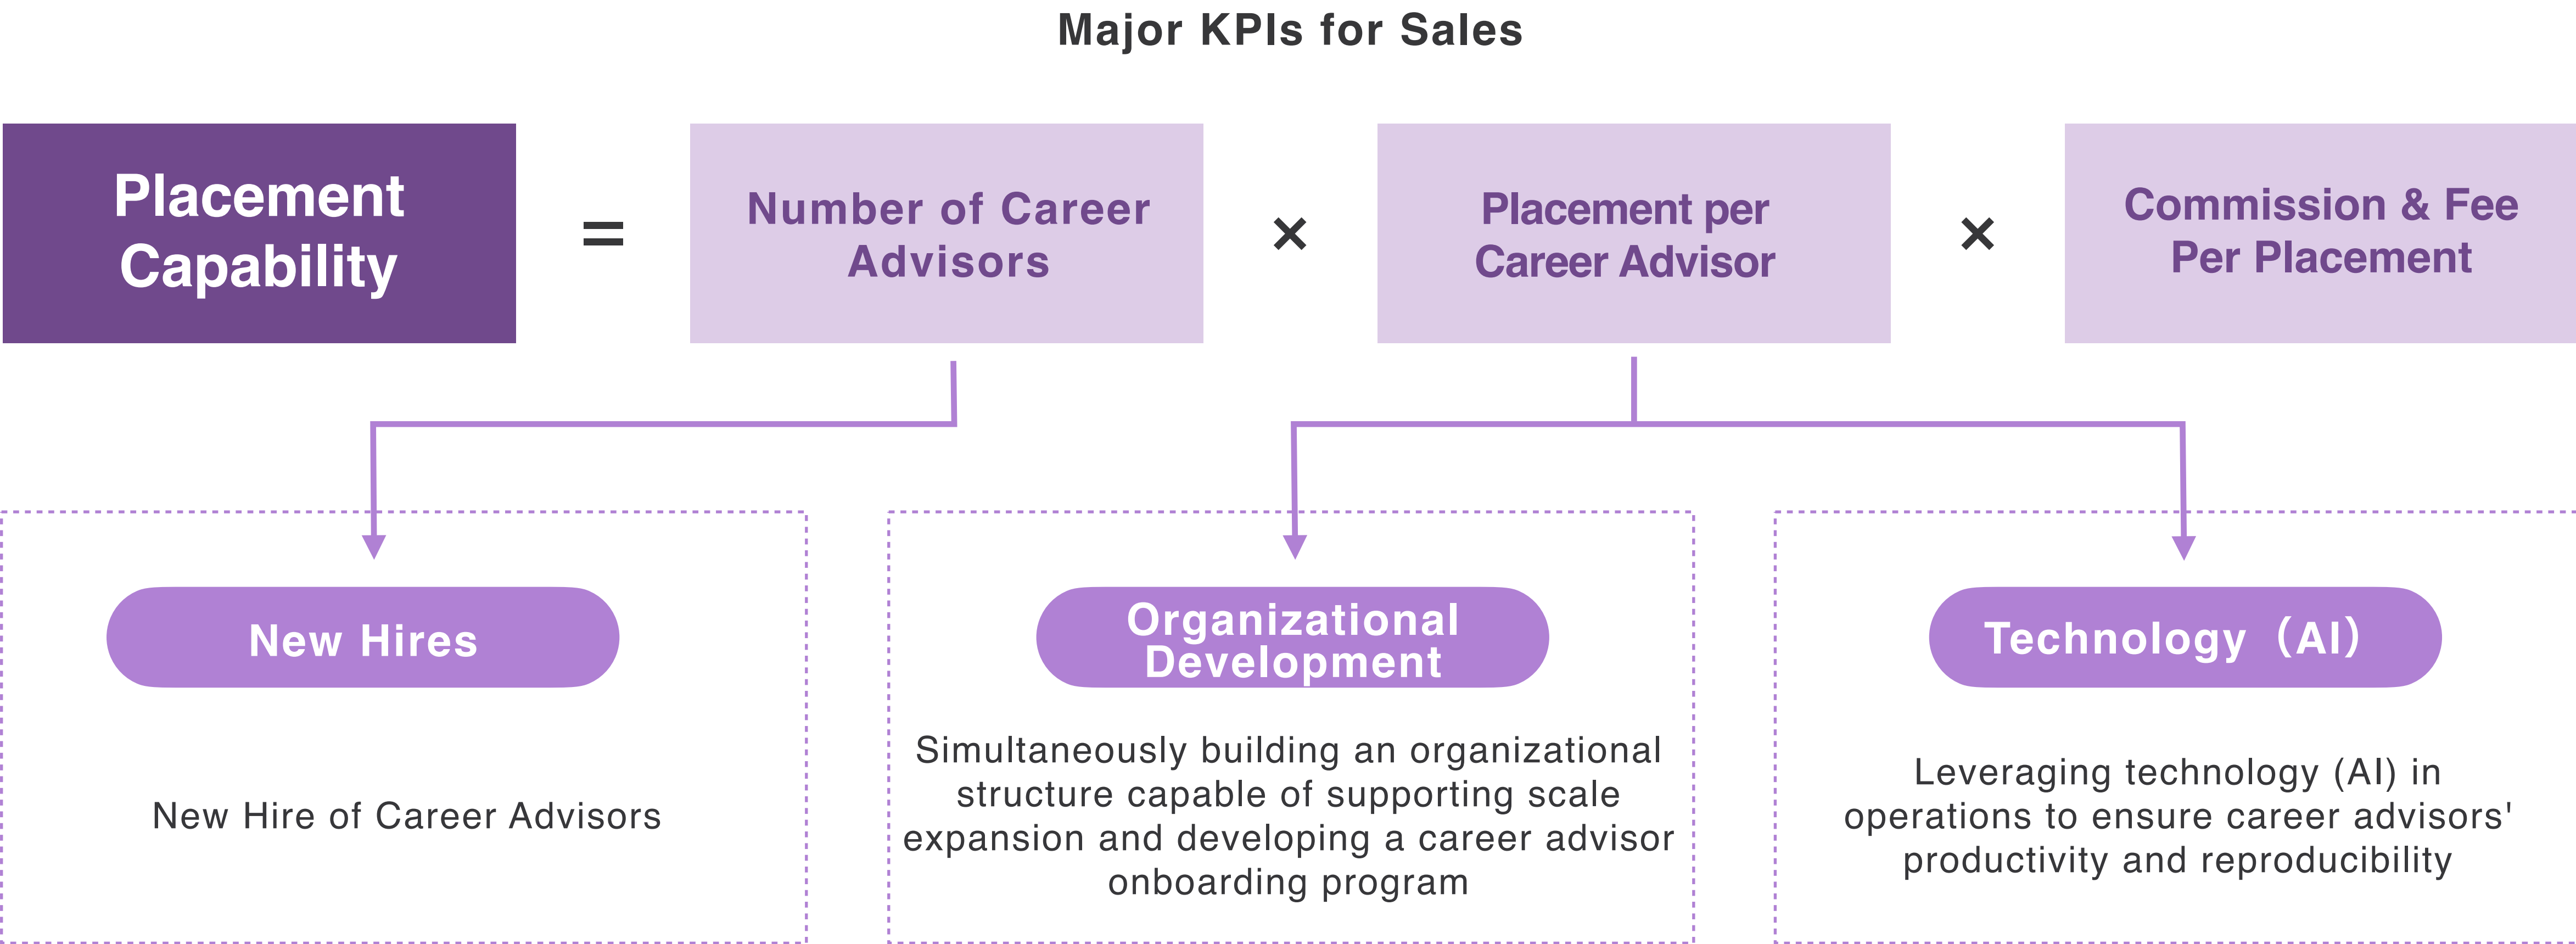 Major KPIs for Sales
Placement
Capability
=
Number of Career
Advisors
×
Placement per
Career Advisor
×
Commission & Fee
Per Placement
New Hires
New Hire of Career Advisors
Organizational
Development
Simultaneously building an organizational
structure capable of supporting scale
expansion and developing a career advisor
onboarding program
Technology（AI）
Leveraging technology (AI) in
operations to ensure career advisors'
productivity and reproducibility